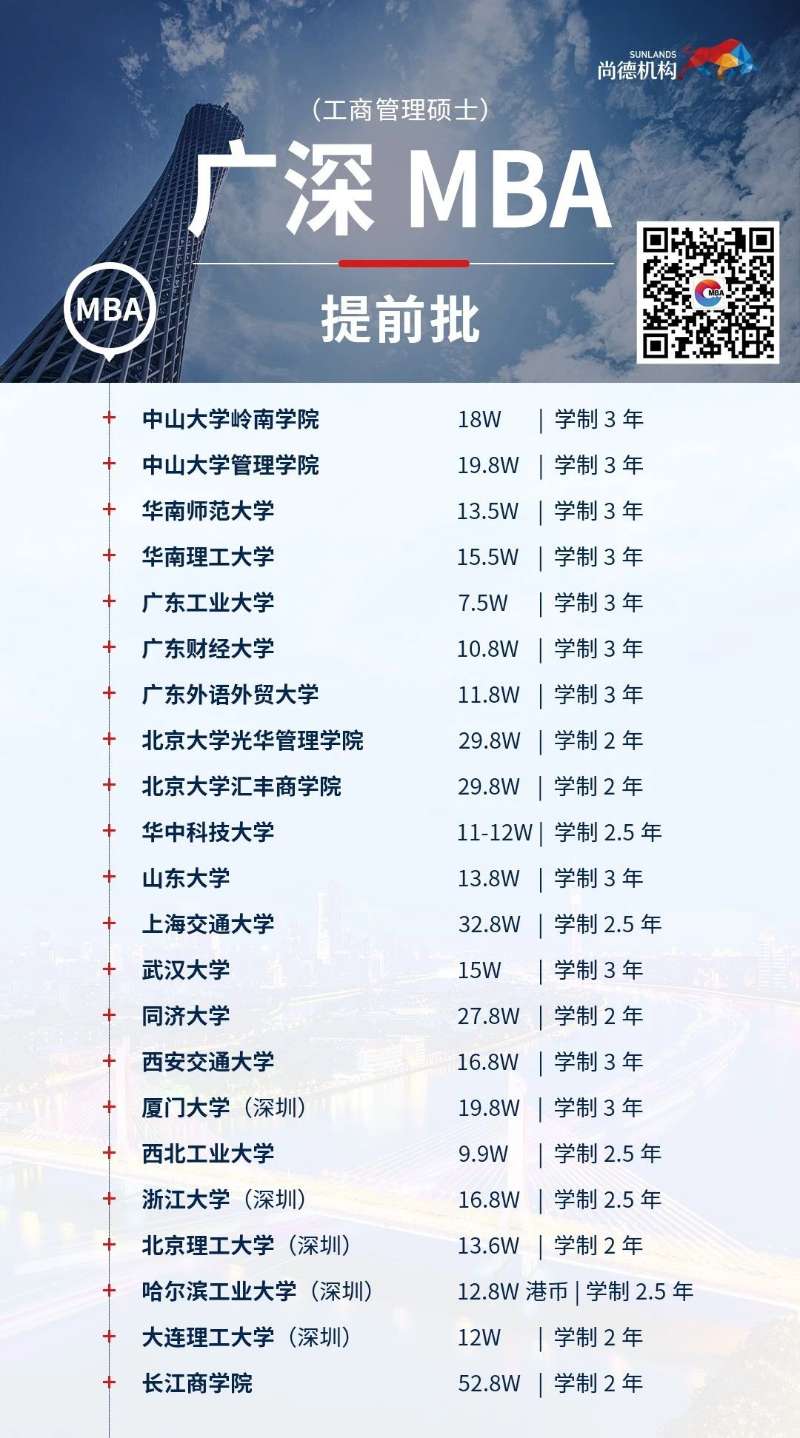 SUNLANDS
尚德机构
（工商管理硕士）
广深 MBA
MBA
MBA
提前批
中山大学岭南学院 18W | 学制 3 年
中山大学管理学院 19.8W | 学制 3 年
华南师范大学 13.5W | 学制 3 年
华南理工大学 15.5W | 学制 3 年
广东工业大学 7.5W | 学制 3 年
广东财经大学 10.8W | 学制 3 年
广东外语外贸大学 11.8W | 学制 3 年
北京大学光华管理学院 29.8W | 学制 2 年
北京大学汇丰商学院 29.8W | 学制 2 年
华中科技大学 11-12W | 学制 2.5 年
山东大学 13.8W | 学制 3 年
上海交通大学 32.8W | 学制 2.5 年
武汉大学 15W | 学制 3 年
同济大学 27.8W | 学制 2 年
西安交通大学 16.8W | 学制 3 年
厦门大学（深圳） 19.8W | 学制 3 年
西北工业大学 9.9W | 学制 2.5 年
浙江大学（深圳） 16.8W | 学制 2.5 年
北京理工大学（深圳） 13.6W | 学制 2 年
哈尔滨工业大学（深圳） 12.8W 港币 | 学制 2.5 年
大连理工大学（深圳） 12W | 学制 2 年
长江商学院 52.8W | 学制 2 年